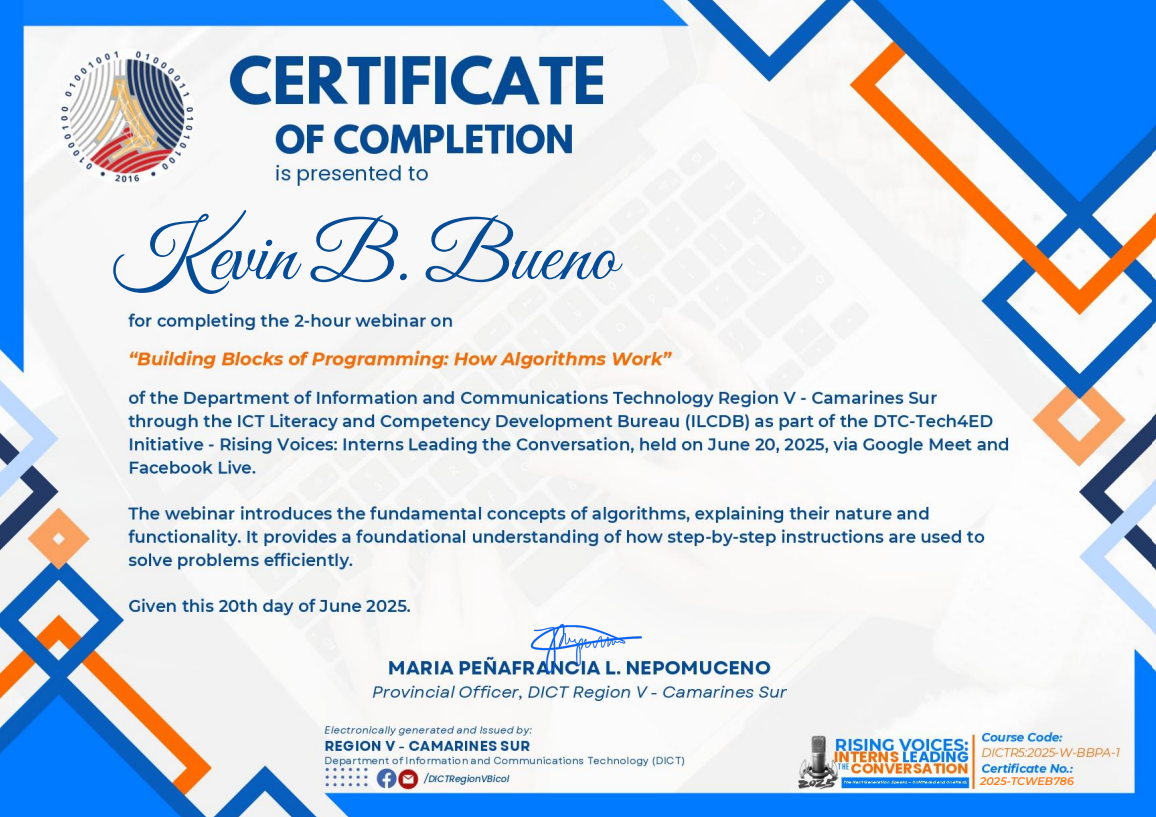 01000100 01001001 01000011 01010100
2016
CERTIFICATE
OF COMPLETION
is presented to
Kevin B. Bueno
for completing the 2-hour webinar on
“Building Blocks of Programming: How Algorithms Work”
of the Department of Information and Communications Technology Region V - Camarines Sur
through the ICT Literacy and Competency Development Bureau (ILCDB) as part of the DTC-Tech4ED
Initiative - Rising Voices: Interns Leading the Conversation, held on June 20, 2025, via Google Meet and
Facebook Live.
The webinar introduces the fundamental concepts of algorithms, explaining their nature and
functionality. It provides a foundational understanding of how step-by-step instructions are used to
solve problems efficiently.
Given this 20th day of June 2025.
MARIA PEÑAFRANCIA L. NEPOMUCENO
Provincial Officer, DICT Region V - Camarines Sur
Electronically generated and Issued by:
REGION V - CAMARINES SUR
Department of Information and Communications Technology (DICT)
/DICTRegionVBicol
2025
RISING VOICES:
INTERNS LEADING
THE CONVERSATION
Course Code:
DICTR5:2025-W-BBPA-1
Certificate No.:
2025-TCWEB786